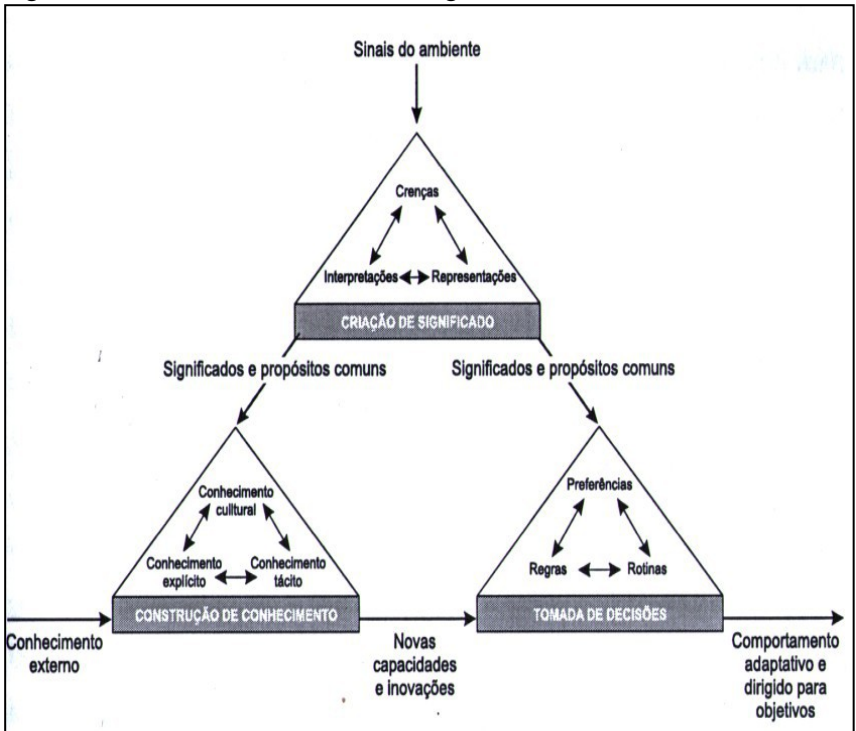 Sinais do ambiente
Crenças
Interpretações
Representações
CRIAÇÃO DE SIGNIFICADO
Significados e propósitos comuns
Significados e propósitos comuns
Conhecimento
cultural
Conhecimento
explícito
Conhecimento
tácito
CONSTRUÇÃO DE CONHECIMENTO
Preferências
Regras
Rotinas
TOMADA DE DECISÕES
Conhecimento
externo
Novas
capacidades
e inovações
Comportamento
adaptativo e
dirigido para
objetivos